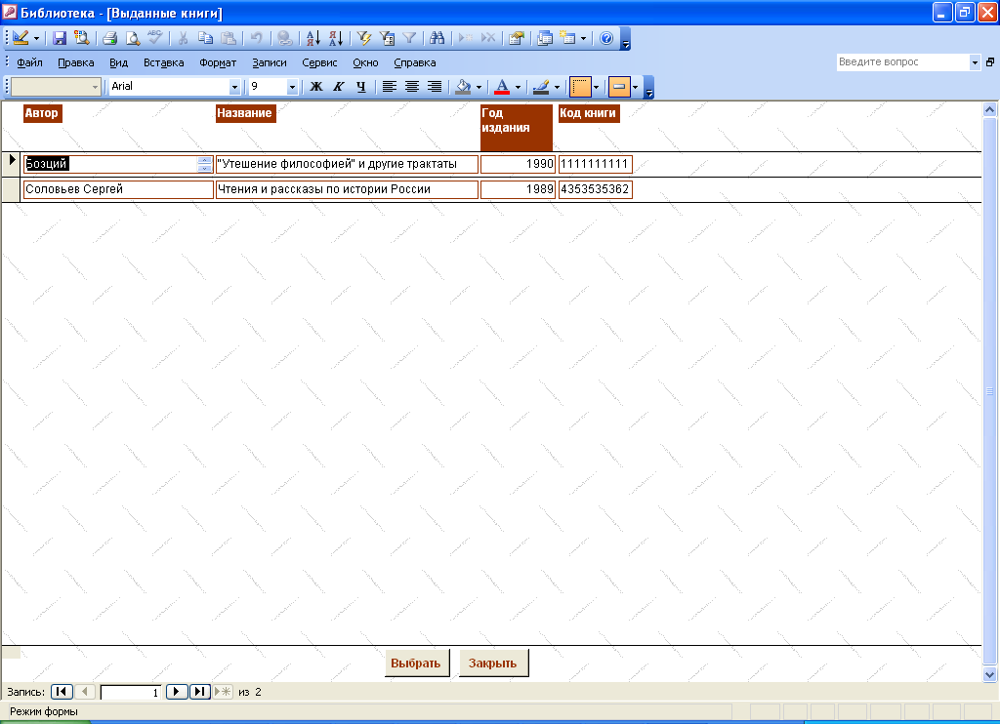 Библиотека - [Выданные книги]
Файл Правка Вид Вставка Формат Записи Сервис Окно Справка Введите вопрос
Arial 9 Ж К Ч
Автор Название Год издания Код книги
Боэций "Утешение философией" и другие трактаты 1990 1111111111
Соловьев Сергей Чтения и рассказы по истории России 1989 4353535362
Выбрать Закрыть
Запись: 1 из 2
Режим формы